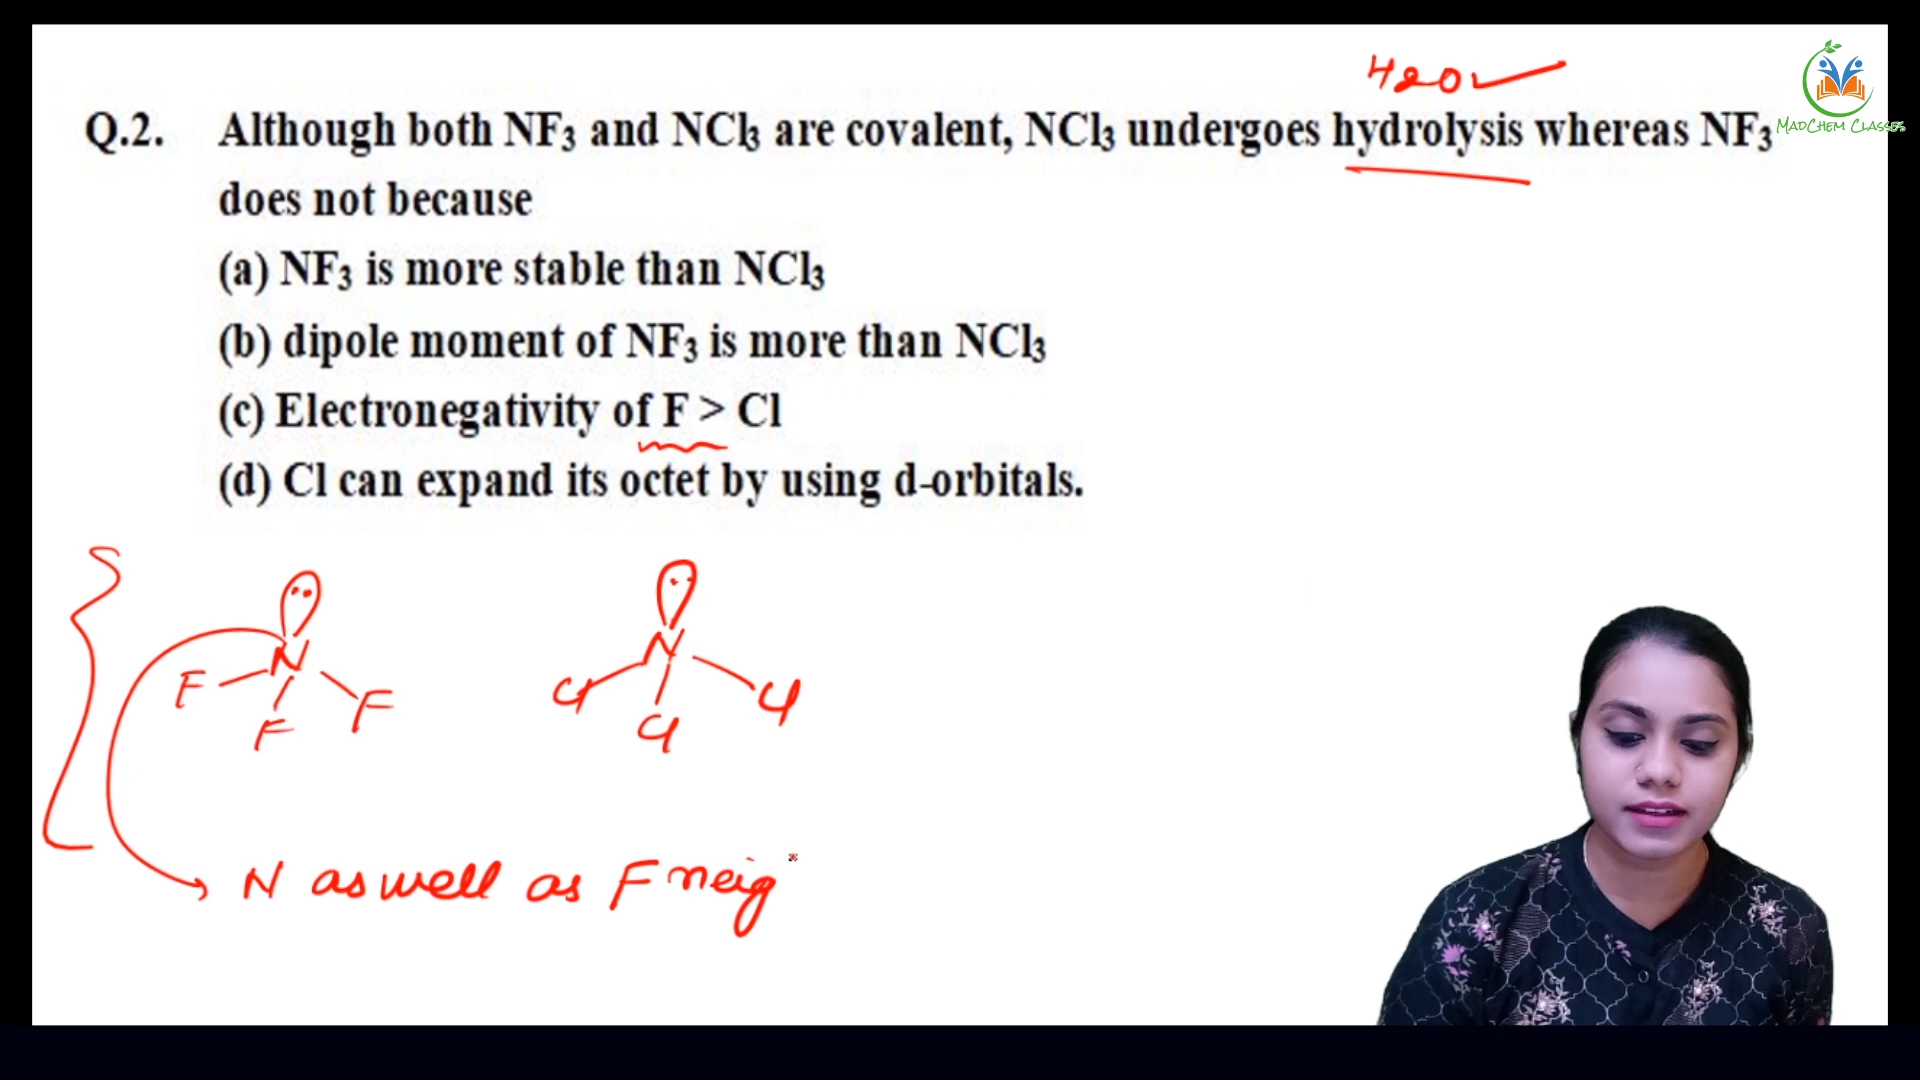 H2O
MADCHEM CLASSES
Q.2. Although both NF3 and NCl3 are covalent, NCl3 undergoes hydrolysis whereas NF3
does not because
(a) NF3 is more stable than NCl3
(b) dipole moment of NF3 is more than NCl3
(c) Electronegativity of F > Cl
(d) Cl can expand its octet by using d-orbitals.
N N
F F F Cl Cl Cl
N as well as F neig